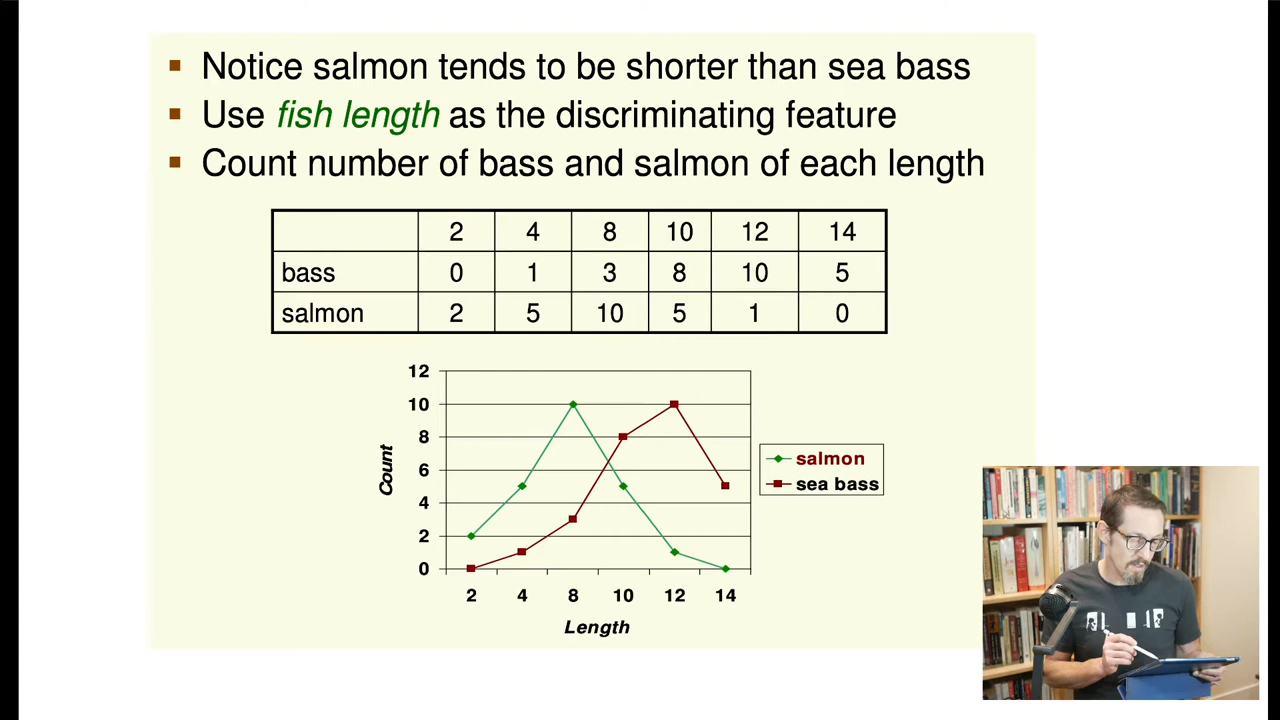 Notice salmon tends to be shorter than sea bass
Use fish length as the discriminating feature
Count number of bass and salmon of each length
2 4 8 10 12 14
bass 0 1 3 8 10 5
salmon 2 5 10 5 1 0
12
10
8
6
4
2
0
Count
2 4 8 10 12 14
Length
salmon
sea bass